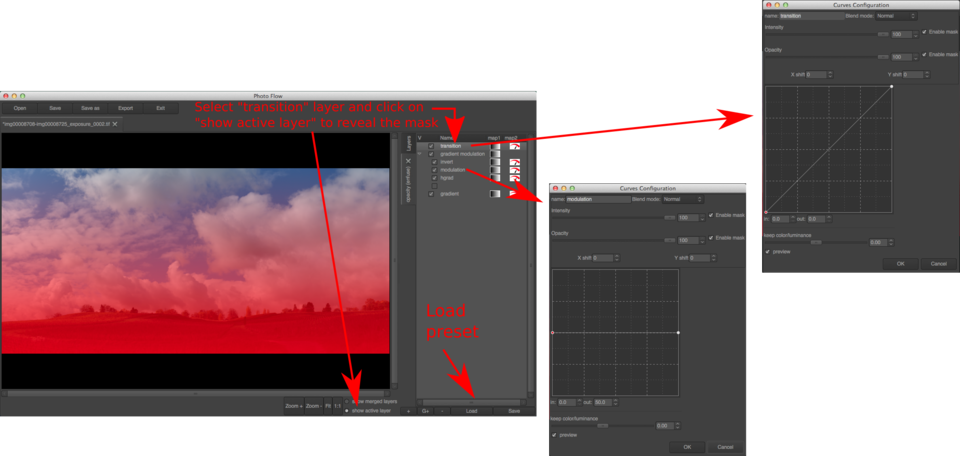 Photo Flow
Open Save Save as Export Exit
Select "transition" layer and click on
"show active layer" to reveal the mask
V Name map1 map2
transition
gradient modulation
invert
modulation
hgrad
gradient
Layers
opacity (effect)
Load
preset
Zoom + Zoom - Fit 1:1
show merged layers
show active layer
+ G+ - Load Save
Curves Configuration
name: modulation Blend mode: Normal
Intensity
100 Enable mask
Opacity
100 Enable mask
X shift 0 Y shift 0
in: 0.0 out: 50.0
keep color/luminance
0.00
preview
OK Cancel
Curves Configuration
name: transition Blend mode: Normal
Intensity
100 Enable mask
Opacity
100 Enable mask
X shift 0 Y shift 0
in: 0.0 out: 0.0
keep color/luminance
0.00
preview
OK Cancel